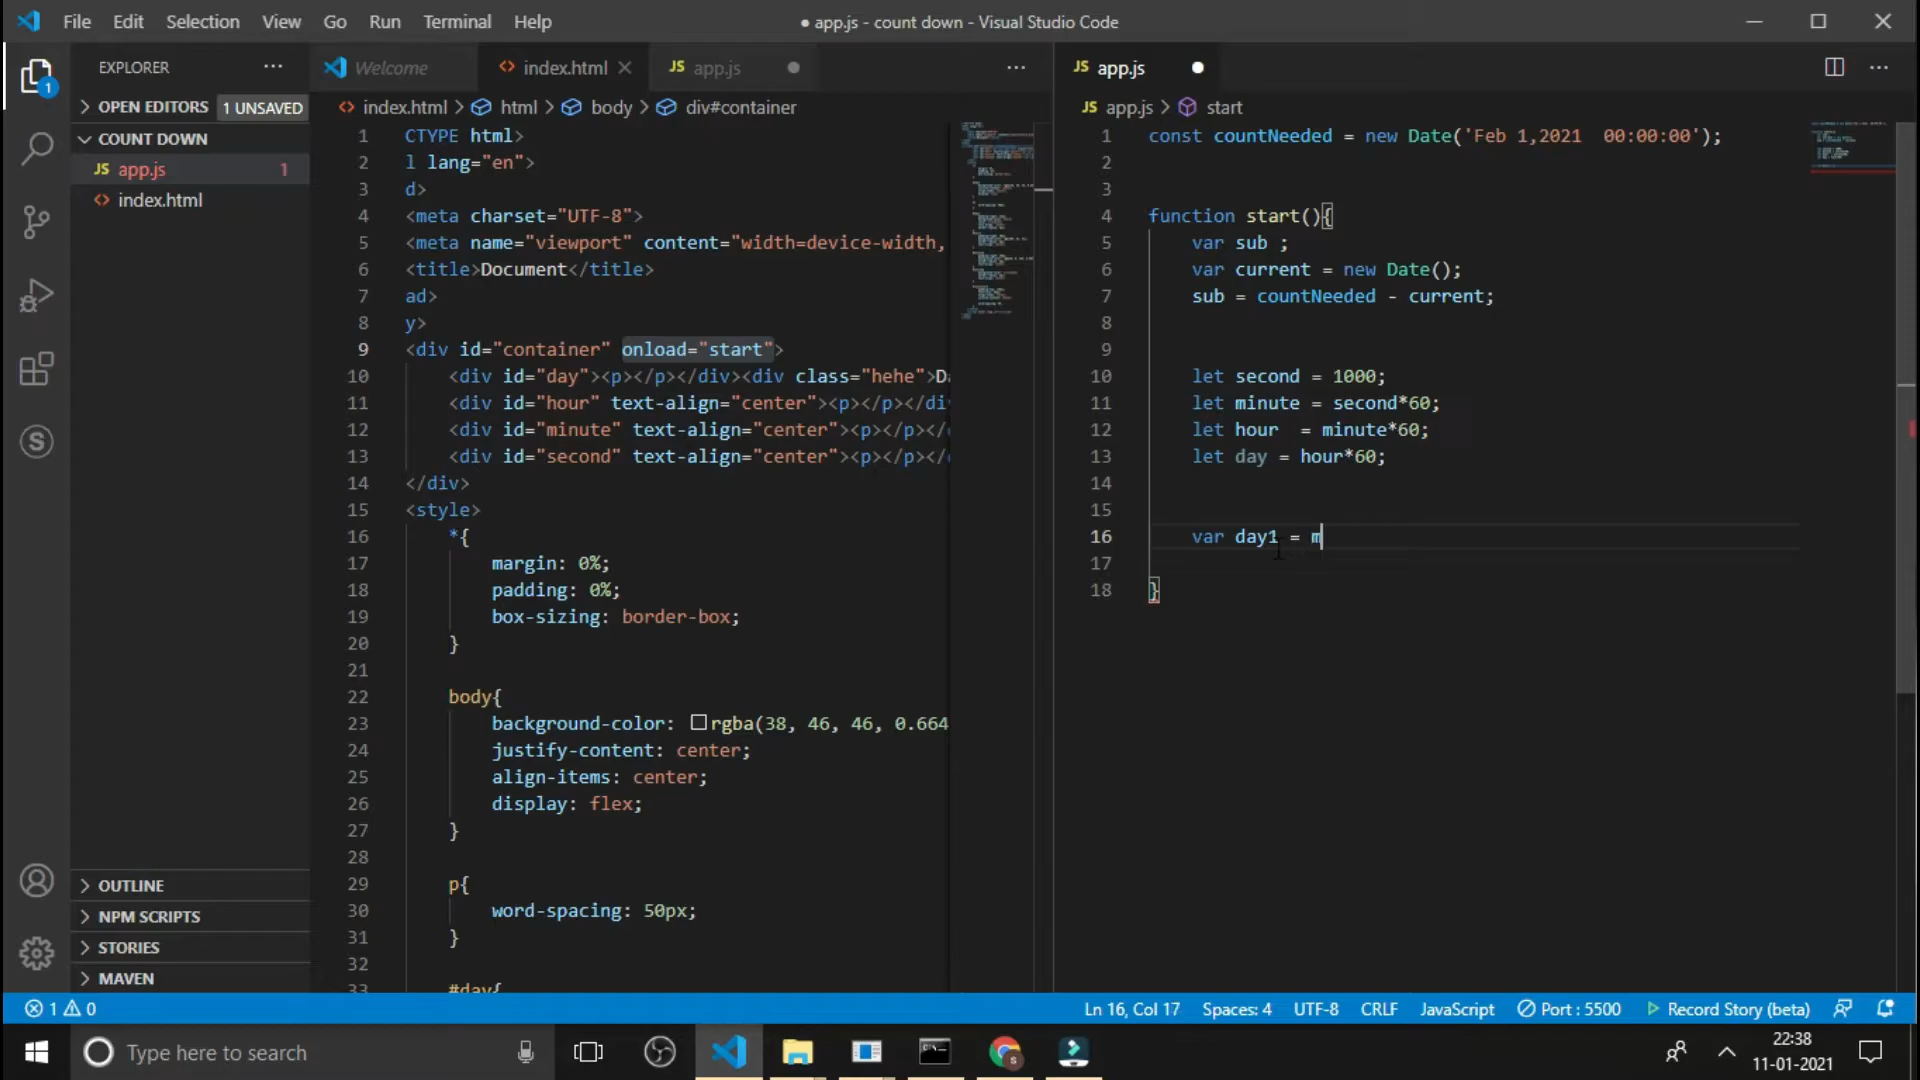 File Edit Selection View Go Run Terminal Help
● app.js - count down - Visual Studio Code
EXPLORER
OPEN EDITORS 1 UNSAVED
COUNT DOWN
JS app.js 1
index.html
OUTLINE
NPM SCRIPTS
STORIES
MAVEN
Welcome
index.html
JS app.js
index.html > html > body > div#container
1 CTYPE html>
2 l lang="en">
3 d>
4 <meta charset="UTF-8">
5 <meta name="viewport" content="width=device-width,
6 <title>Document</title>
7 ad>
8 y>
9 <div id="container" onload="start">
10 <div id="day"><p></p></div><div class="hehe">D
11 <div id="hour" text-align="center"><p></p></di
12 <div id="minute" text-align="center"><p></p></
13 <div id="second" text-align="center"><p></p></
14 </div>
15 <style>
16 *{
17 margin: 0%;
18 padding: 0%;
19 box-sizing: border-box;
20 }
21
22 body{
23 background-color: rgba(38, 46, 46, 0.664
24 justify-content: center;
25 align-items: center;
26 display: flex;
27 }
28
29 p{
30 word-spacing: 50px;
31 }
32
33 #day{
JS app.js
JS app.js > start
1 const countNeeded = new Date('Feb 1,2021  00:00:00');
2
3
4 function start(){
5 var sub ;
6 var current = new Date();
7 sub = countNeeded - current;
8
9
10 let second = 1000;
11 let minute = second*60;
12 let hour  = minute*60;
13 let day = hour*60;
14
15
16 var day1 = m
17
18 }
1 0
Ln 16, Col 17 Spaces: 4 UTF-8 CRLF JavaScript Port : 5500 Record Story (beta)
Type here to search
22:38
11-01-2021